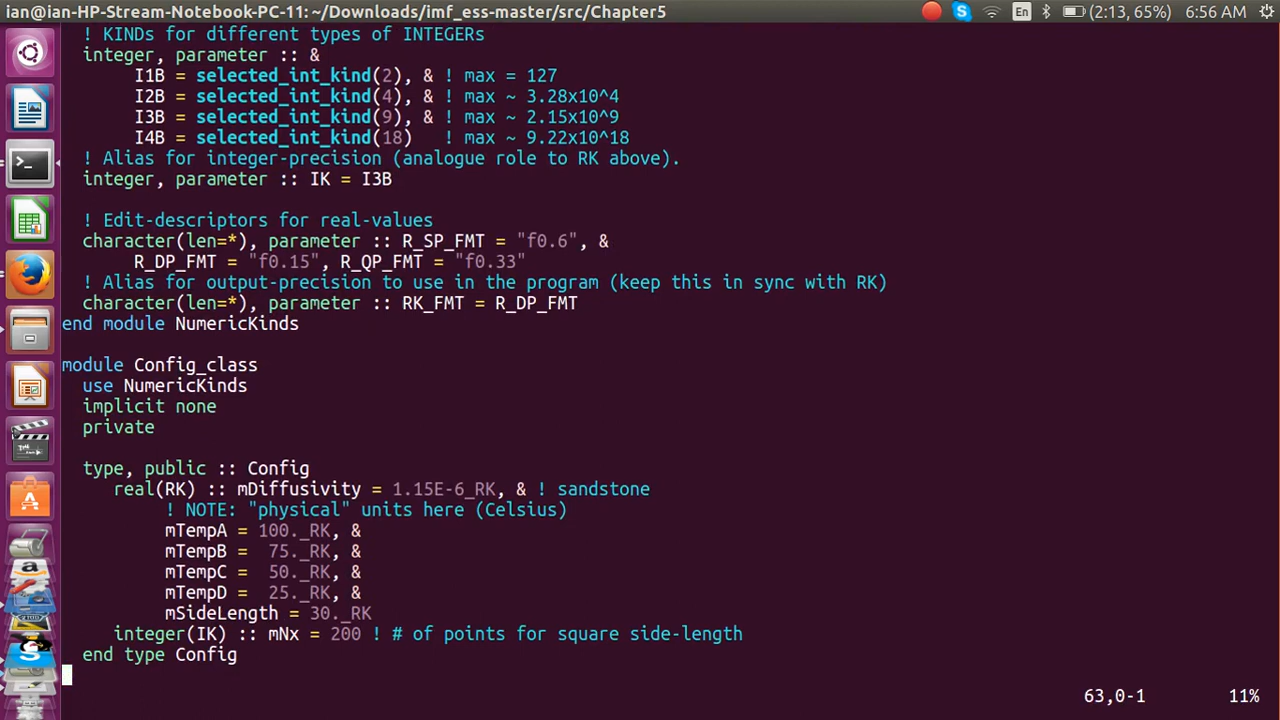 ian@ian-HP-Stream-Notebook-PC-11: ~/Downloads/imf_ess-master/src/Chapter5 En (2:13, 65%) 6:56 AM
! KINDs for different types of INTEGERs
integer, parameter :: &
I1B = selected_int_kind(2), & ! max = 127
I2B = selected_int_kind(4), & ! max ~ 3.28x10^4
I3B = selected_int_kind(9), & ! max ~ 2.15x10^9
I4B = selected_int_kind(18) ! max ~ 9.22x10^18
! Alias for integer-precision (analogue role to RK above).
integer, parameter :: IK = I3B
! Edit-descriptors for real-values
character(len=*), parameter :: R_SP_FMT = "f0.6", &
R_DP_FMT = "f0.15", R_QP_FMT = "f0.33"
! Alias for output-precision to use in the program (keep this in sync with RK)
character(len=*), parameter :: RK_FMT = R_DP_FMT
end module NumericKinds
module Config_class
use NumericKinds
implicit none
private
type, public :: Config
real(RK) :: mDiffusivity = 1.15E-6_RK, & ! sandstone
! NOTE: "physical" units here (Celsius)
mTempA = 100._RK, &
mTempB = 75._RK, &
mTempC = 50._RK, &
mTempD = 25._RK, &
mSideLength = 30._RK
integer(IK) :: mNx = 200 ! # of points for square side-length
end type Config
63,0-1 11%